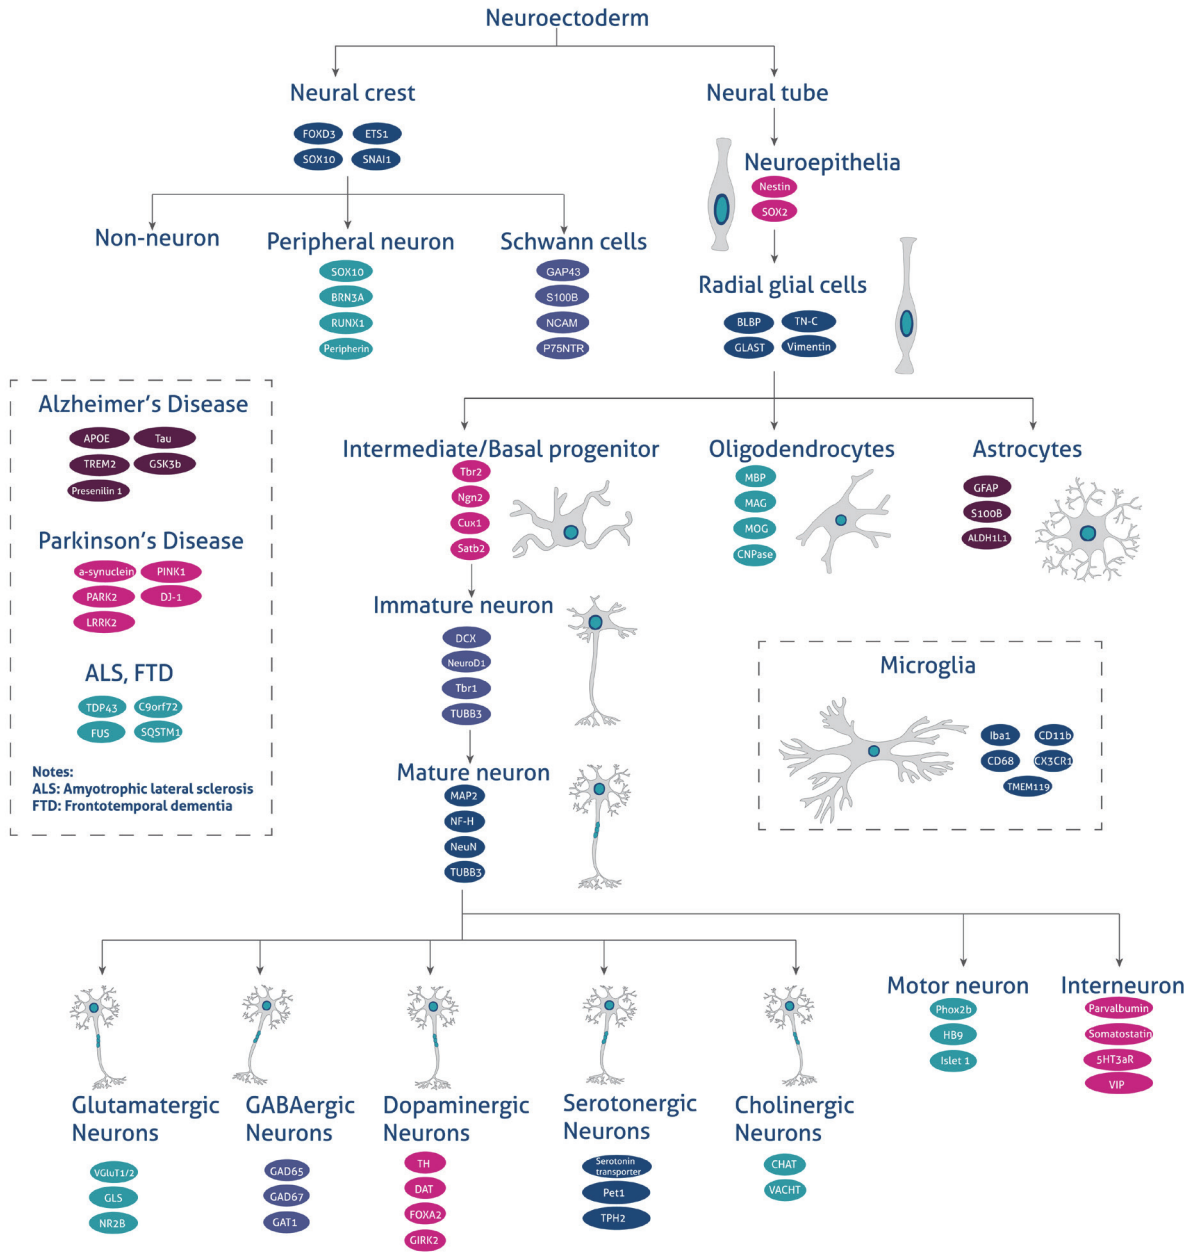 Neuroectoderm
Neural crest
FOXD3
ETS1
SOX10
SNAI1
Neural tube
Neuroepithelia
Nestin
SOX2
Non-neuron
Peripheral neuron
SOX10
BRN3A
RUNX1
Peripherin
Schwann cells
GAP43
S100B
NCAM
P75NTR
Radial glial cells
BLBP
TN-C
GLAST
Vimentin
Alzheimer's Disease
APOE
Tau
TREM2
GSK3b
Presenilin 1
Parkinson's Disease
a-synuclein
PINK1
PARK2
DJ-1
LRRK2
ALS, FTD
TDP43
C9orf72
FUS
SQSTM1
Notes:
ALS: Amyotrophic lateral sclerosis
FTD: Frontotemporal dementia
Intermediate/Basal progenitor
Tbr2
Ngn2
Cux1
Satb2
Oligodendrocytes
MBP
MAG
MOG
CNPase
Astrocytes
GFAP
S100B
ALDH1L1
Immature neuron
DCX
NeuroD1
Tbr1
TUBB3
Microglia
Iba1
CD11b
CD68
CX3CR1
TMEM119
Mature neuron
MAP2
NF-H
NeuN
TUBB3
Motor neuron
Phox2b
HB9
Islet 1
Interneuron
Parvalbumin
Somatostatin
5HT3aR
VIP
Glutamatergic
Neurons
VGluT1/2
GLS
NR2B
GABAergic
Neurons
GAD65
GAD67
GAT1
Dopaminergic
Neurons
TH
DAT
FOXA2
GIRK2
Serotonergic
Neurons
Serotonin
transporter
Pet1
TPH2
Cholinergic
Neurons
CHAT
VACHT